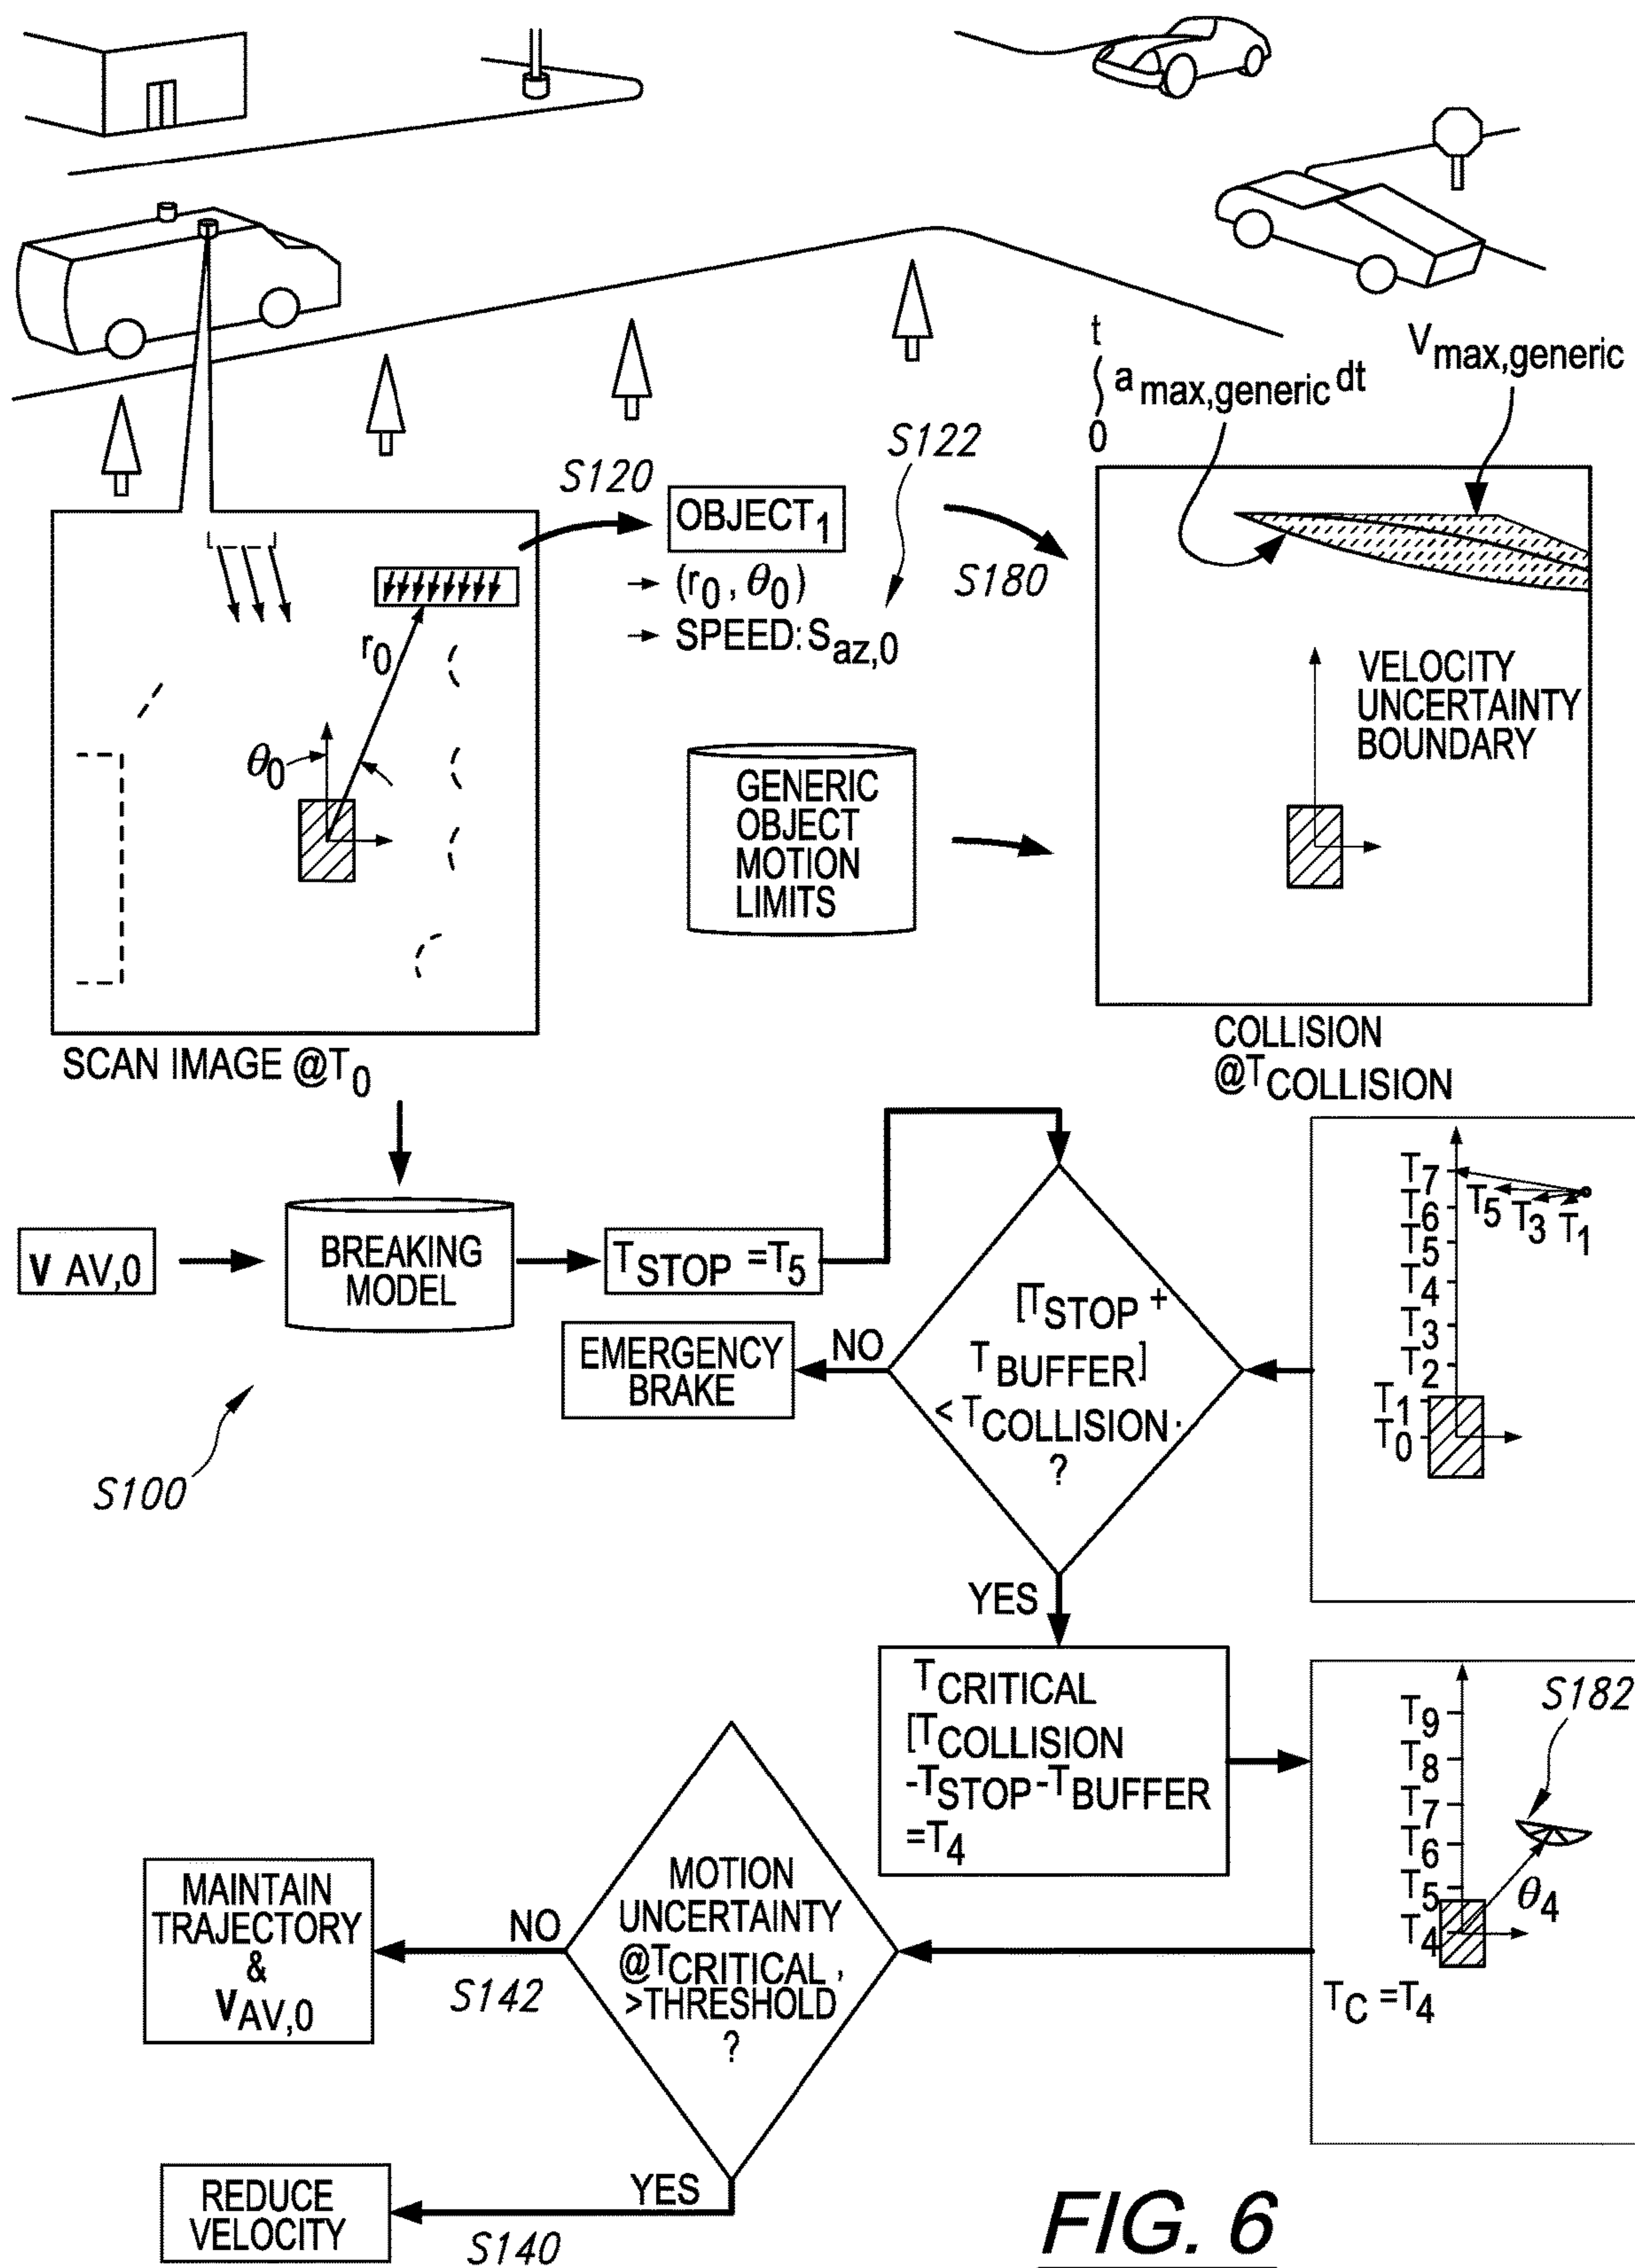 t
∫ a max,generic dt
0
Vmax,generic
S120
S122
OBJECT1
→ (r0 , θ0)
→ SPEED: Saz,0
S180
r0
θ0
VELOCITY
UNCERTAINTY
BOUNDARY
GENERIC
OBJECT
MOTION
LIMITS
SCAN IMAGE @T0
COLLISION
@TCOLLISION
V AV,0
BREAKING
MODEL
TSTOP =T5
[TSTOP +
TBUFFER]
< TCOLLISION.
?
NO
EMERGENCY
BRAKE
T7
T6
T5
T4
T3
T2
T1
T0
T5 T3 T1
S100
YES
TCRITICAL
[TCOLLISION
-TSTOP -TBUFFER
=T4
S182
T9
T8
T7
T6
T5
T4
θ4
TC =T4
MOTION
UNCERTAINTY
@TCRITICAL,
>THRESHOLD
?
NO
S142
MAINTAIN
TRAJECTORY
&
VAV,0
YES
S140
REDUCE
VELOCITY
FIG. 6